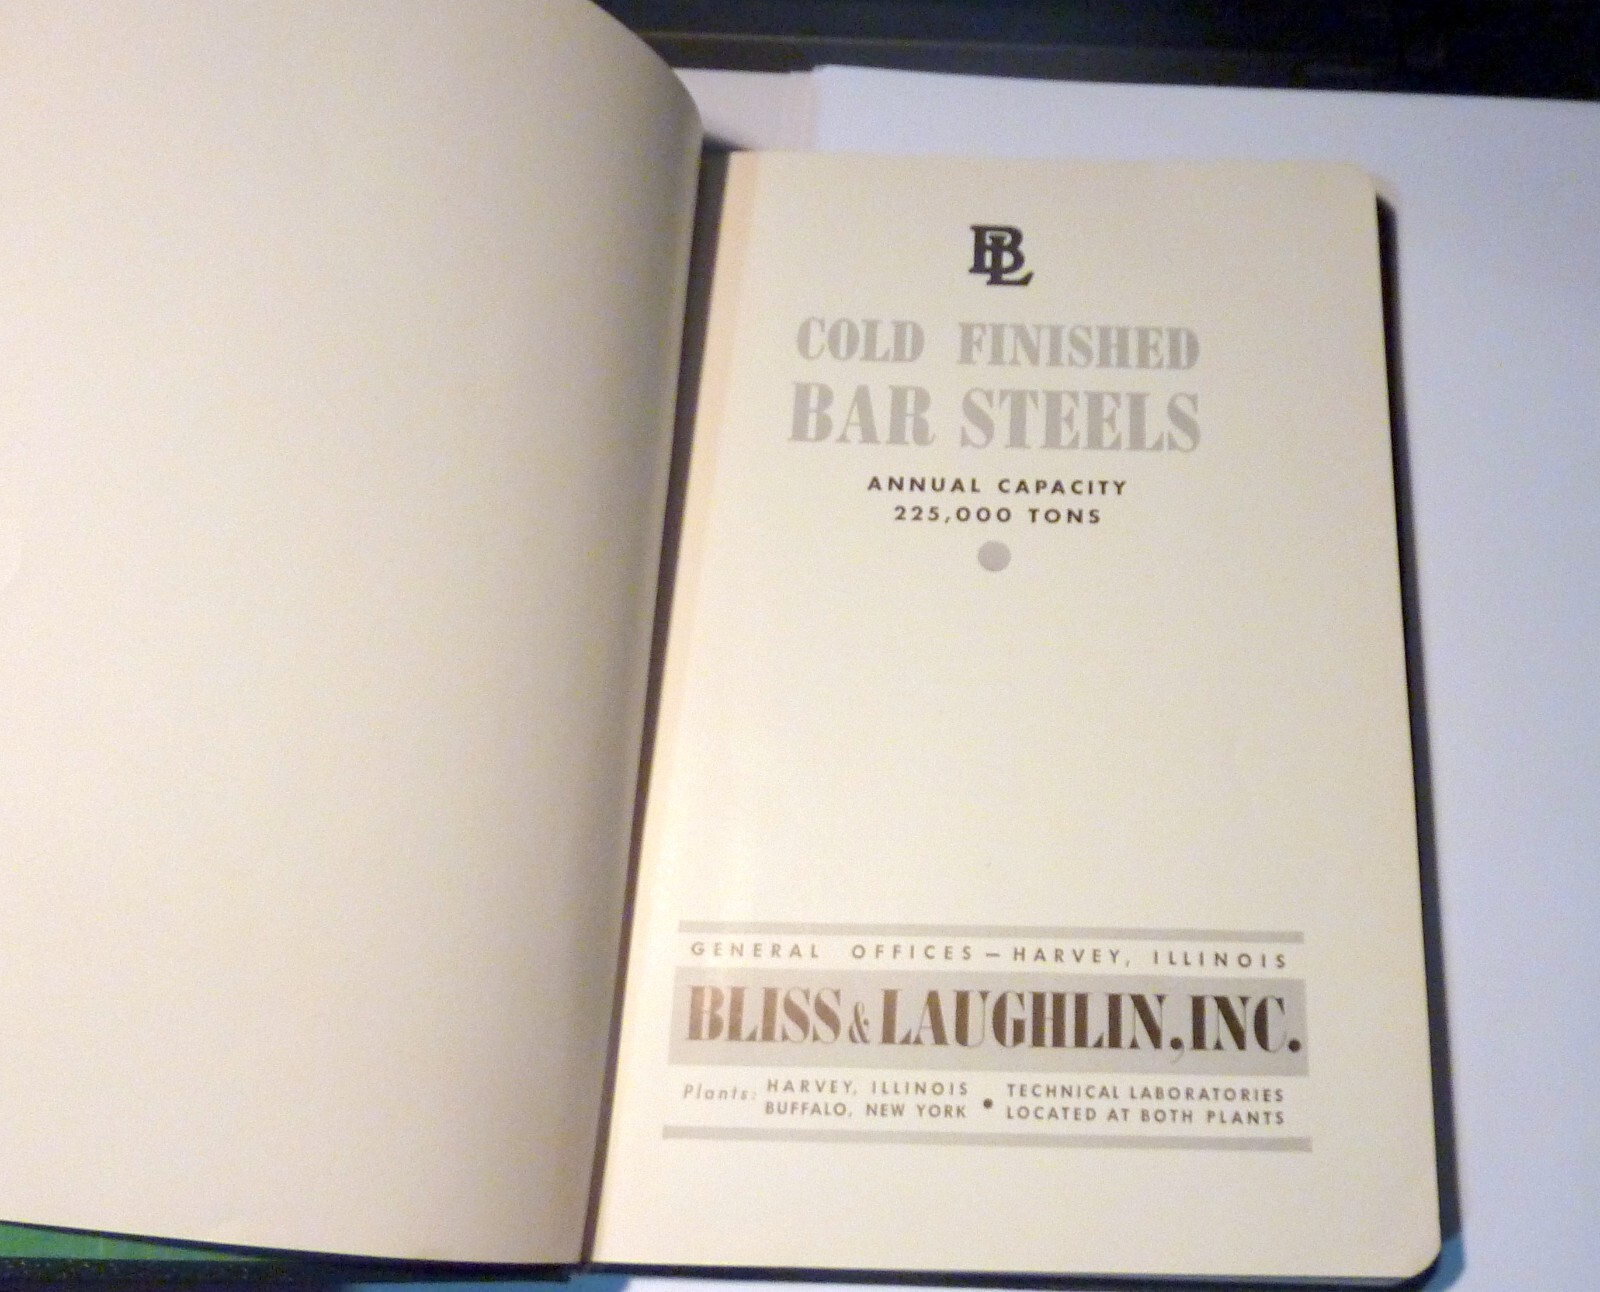 BL
COLD FINISHED
BAR STEELS
ANNUAL CAPACITY
225,000 TONS
GENERAL OFFICES — HARVEY, ILLINOIS
BLISS & LAUGHLIN, INC.
Plants: HARVEY, ILLINOIS • TECHNICAL LABORATORIES
BUFFALO, NEW YORK LOCATED AT BOTH PLANTS